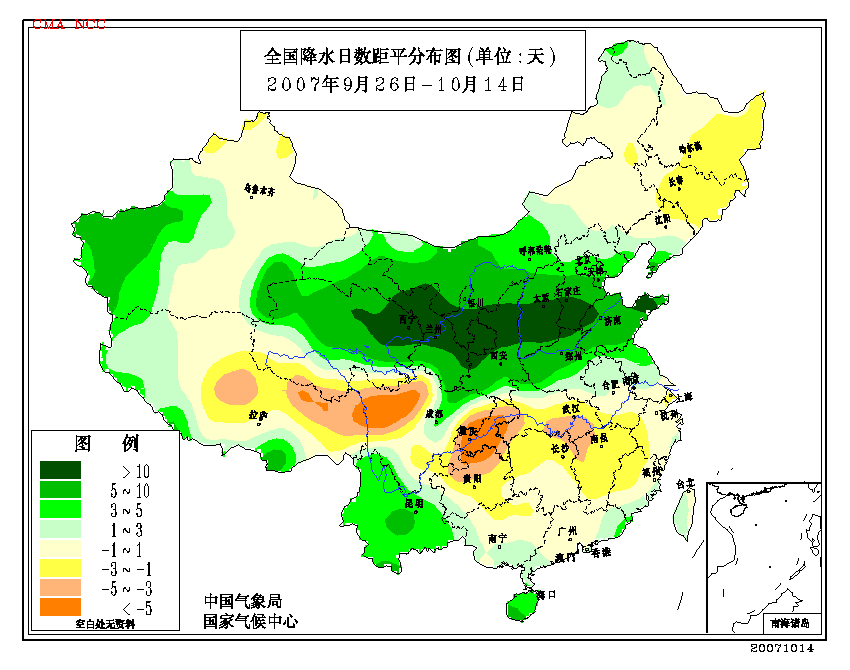 CMA NCC
全国降水日数距平分布图(单位:天)
2007年9月26日-10月14日
哈尔滨
长春
沈阳
乌鲁木齐
呼和浩特
北京
天津
银川
太原
石家庄
西宁
兰州
济南
西安
郑州
合肥
南京
上海
拉萨
成都
武汉
杭州
重庆
长沙
南昌
贵阳
福州
台北
昆明
南宁
广州
澳门
香港
海口
图 例
>10
5~10
3~5
1~3
-1~1
-3~-1
-5~-3
<-5
空白处无资料
中国气象局
国家气候中心
南海诸岛
20071014